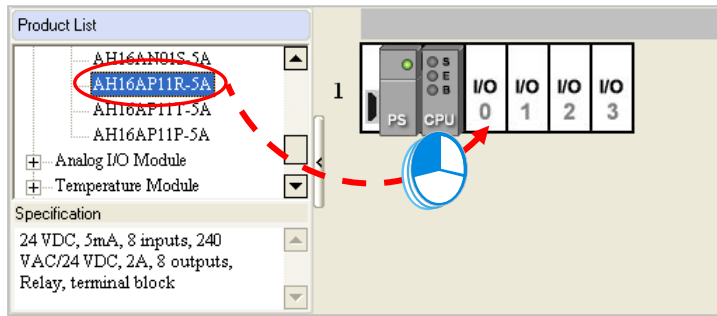 Product List
AH16AN01S-5A
AH16AP11R-5A
AH16AP11T-5A
AH16AP11P-5A
Analog I/O Module
Temperature Module
Specification
24 VDC, 5mA, 8 inputs, 240
VAC/24 VDC, 2A, 8 outputs,
Relay, terminal block
1
PS
CPU
S
E
B
I/O
0
I/O
1
I/O
2
I/O
3